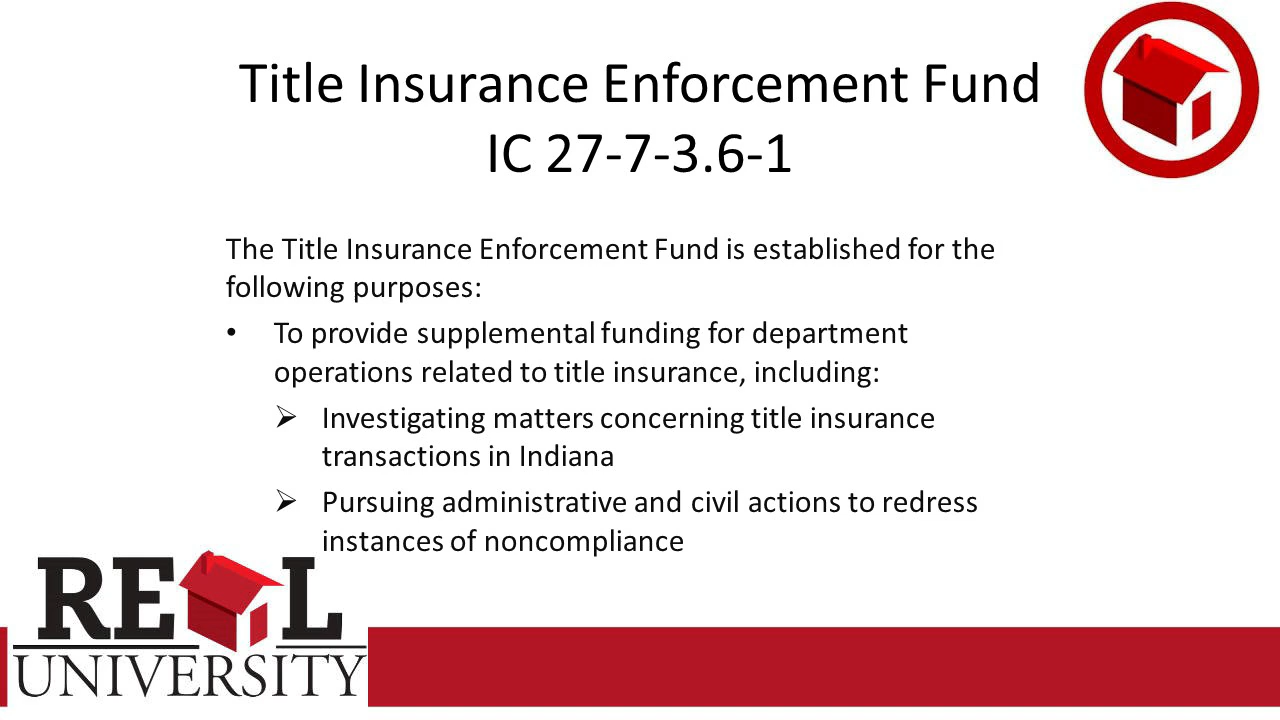 Title Insurance Enforcement Fund
IC 27-7-3.6-1
The Title Insurance Enforcement Fund is established for the
following purposes:
• To provide supplemental funding for department
operations related to title insurance, including:
➢ Investigating matters concerning title insurance
transactions in Indiana
➢ Pursuing administrative and civil actions to redress
instances of noncompliance
REAL
UNIVERSITY